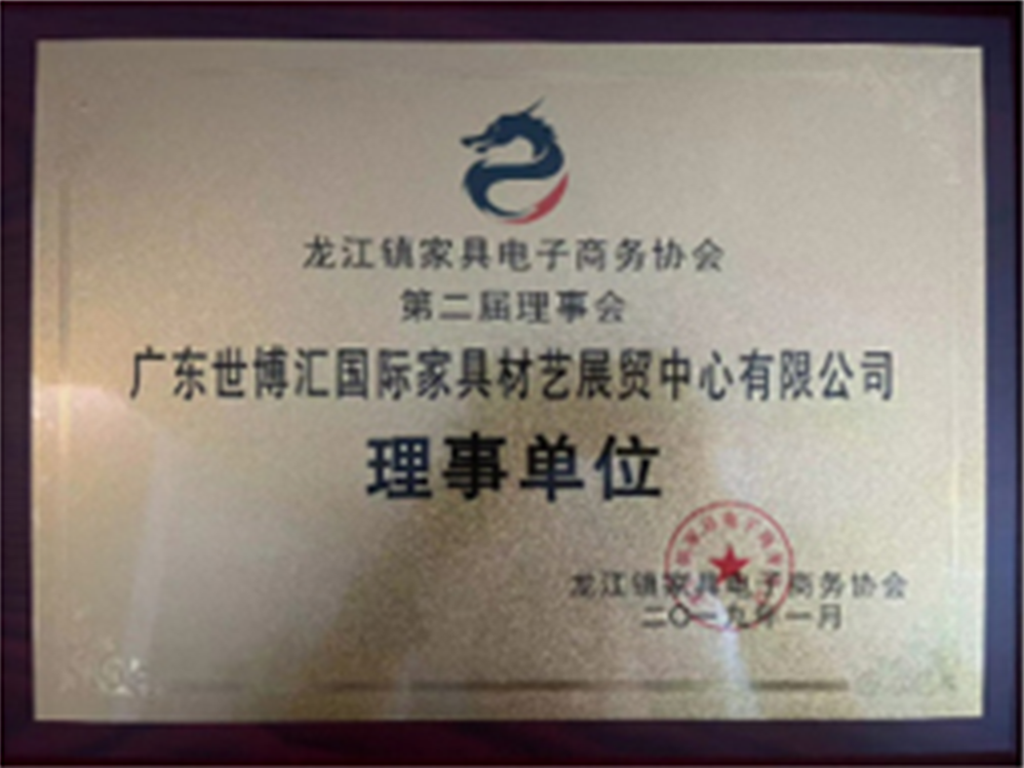 龙江镇家具电子商务协会
第二届理事会
广东世博汇国际家具材艺展贸中心有限公司
理事单位
龙江镇家具电子商务协会
二〇一九年一月